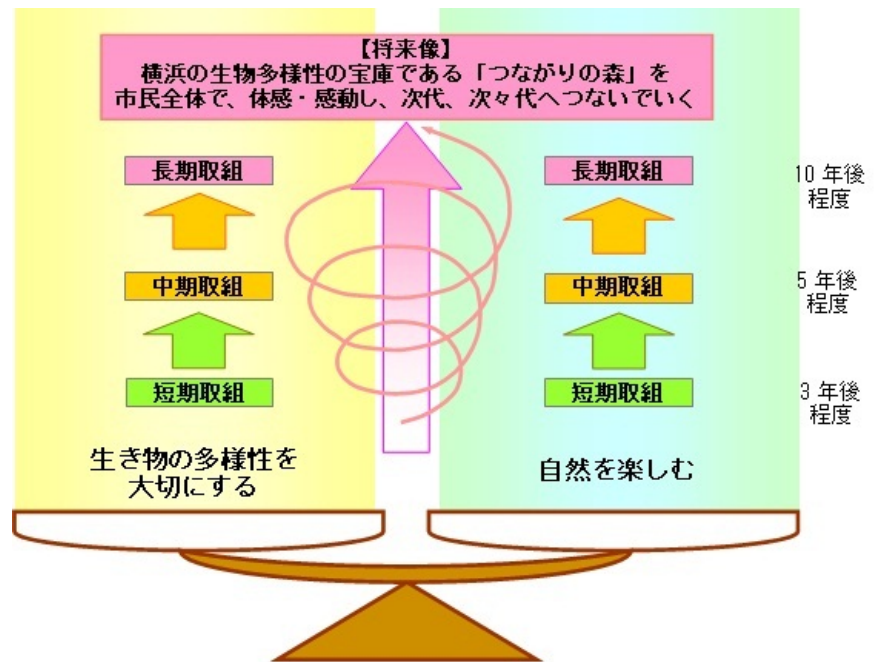 【将来像】
横浜の生物多様性の宝庫である「つながりの森」を
市民全体で、体感・感動し、次代、次々代へつないでいく
長期取組
長期取組
10 年後
程度
中期取組
中期取組
5 年後
程度
短期取組
短期取組
3 年後
程度
生き物の多様性を
大切にする
自然を楽しむ